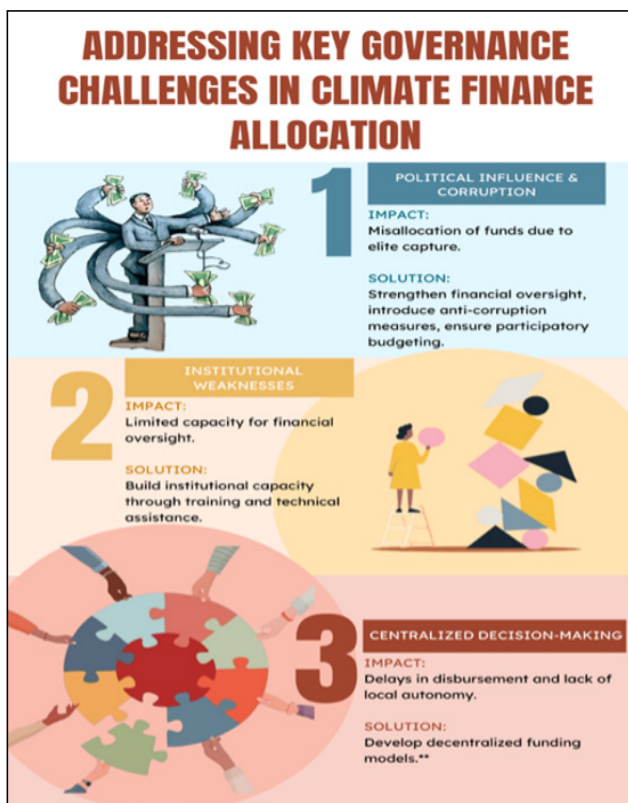 ADDRESSING KEY GOVERNANCE
CHALLENGES IN CLIMATE FINANCE
ALLOCATION
1
POLITICAL INFLUENCE &
CORRUPTION
IMPACT:
Misallocation of funds due to
elite capture.
SOLUTION:
Strengthen financial oversight,
introduce anti-corruption
measures, ensure participatory
budgeting.
2
INSTITUTIONAL
WEAKNESSES
IMPACT:
Limited capacity for financial
oversight.
SOLUTION:
Build institutional capacity
through training and technical
assistance.
3
CENTRALIZED DECISION-MAKING
IMPACT:
Delays in disbursement and lack of
local autonomy.
SOLUTION:
Develop decentralized funding
models.**